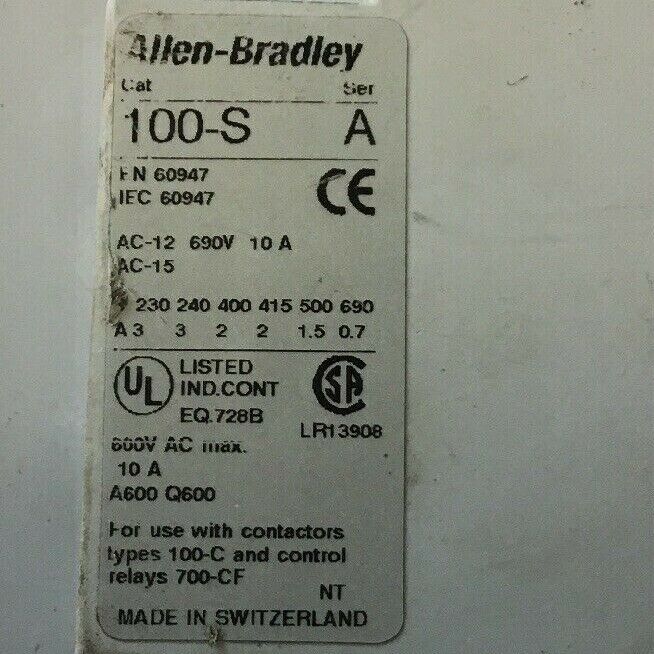 Allen-Bradley
Cat Ser
100-S A
EN 60947
IEC 60947
CE
AC-12 690V 10 A
AC-15
230 240 400 415 500 690
A 3 3 2 2 1.5 0.7
UL LISTED
IND.CONT
EQ.728B
SA
LR13908
600V AC max.
10 A
A600 Q600
For use with contactors
types 100-C and control
relays 700-CF
NT
MADE IN SWITZERLAND